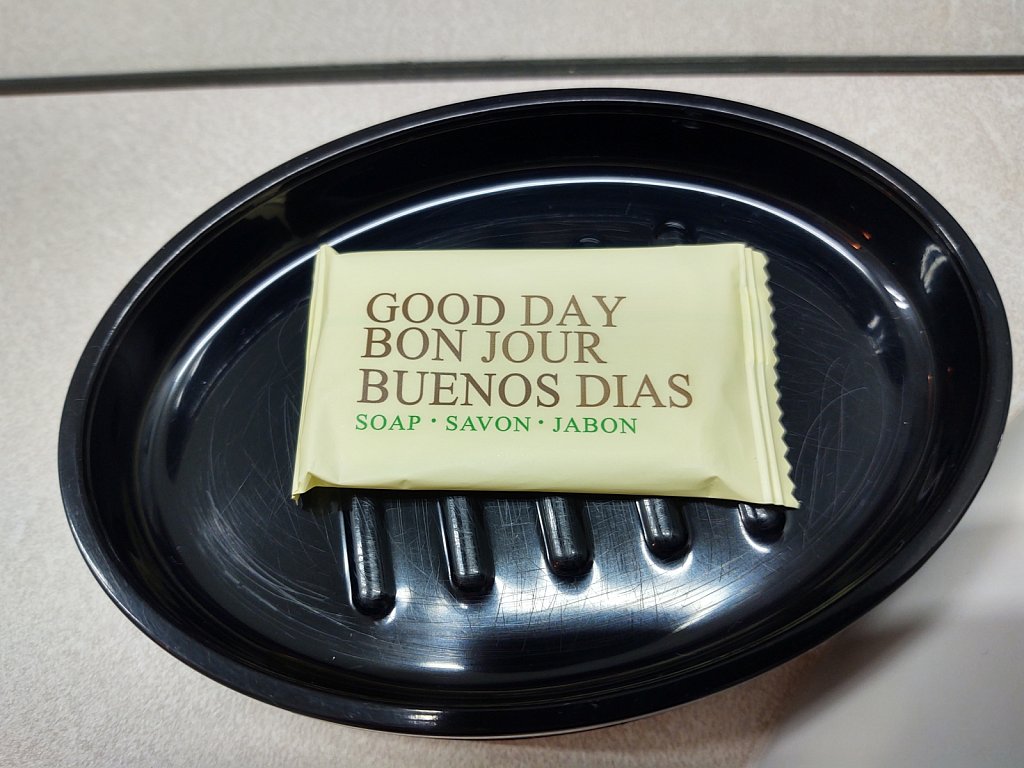 GOOD DAY
BON JOUR
BUENOS DIAS
SOAP · SAVON · JABON